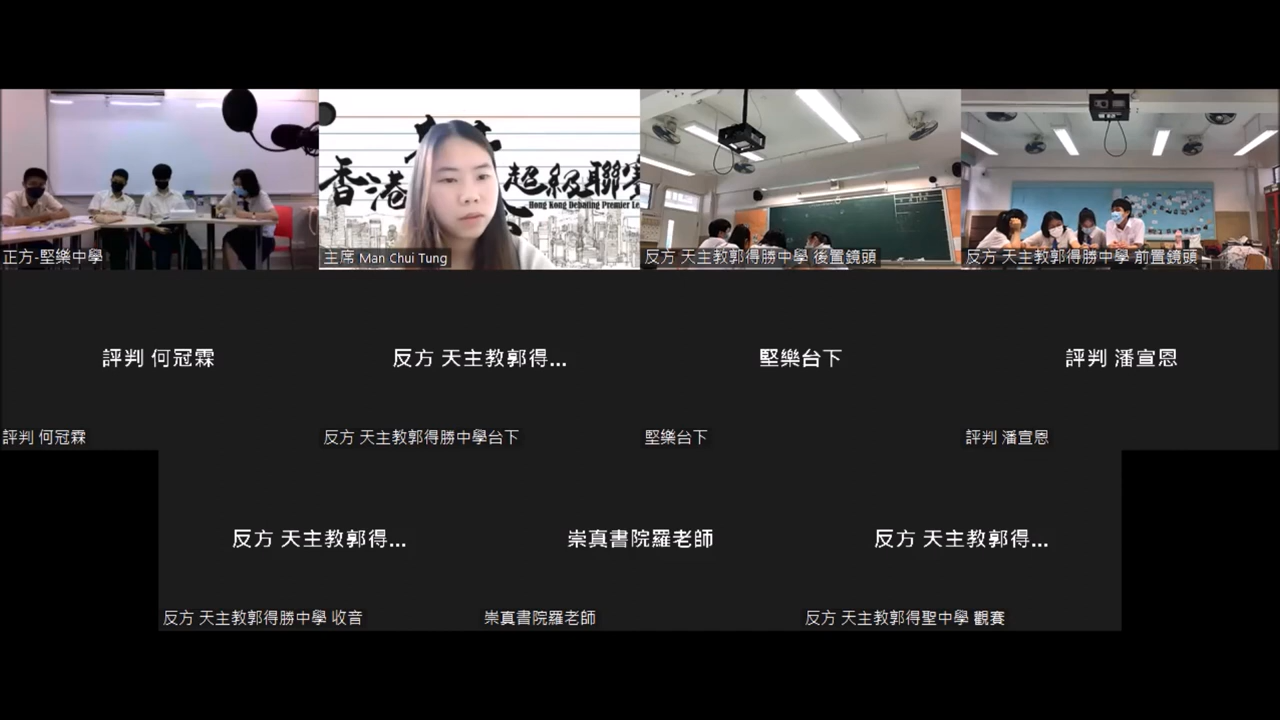 香港
超級聯賽
Hong Kong Debating Premier Le
正方-堅樂中學
主席 Man Chui Tung
反方 天主教郭得勝中學 後置鏡頭
反方 天主教郭得勝中學 前置鏡頭
評判 何冠霖
反方 天主教郭得...
堅樂台下
評判 潘宣恩
評判 何冠霖
反方 天主教郭得勝中學台下
堅樂台下
評判 潘宣恩
反方 天主教郭得...
崇真書院羅老師
反方 天主教郭得...
反方 天主教郭得勝中學 收音
崇真書院羅老師
反方 天主教郭得聖中學 觀賽